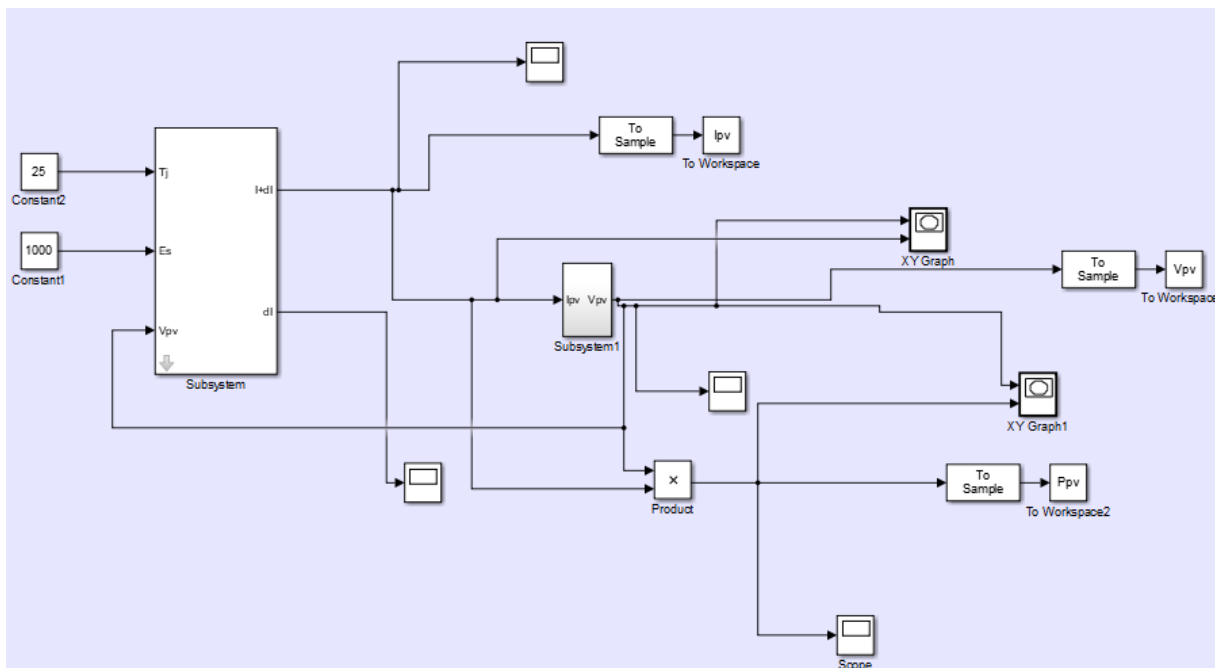 To
Sample
Ipv
To Workspace
25
Constant2
Tj
I+dI
1000
Constant1
Es
XY Graph
To
Sample
Vpv
To Workspace
Ipv Vpv
Subsystem1
dI
Vpv
Subsystem
XY Graph1
×
Product
To
Sample
Ppv
To Workspace2
Scope